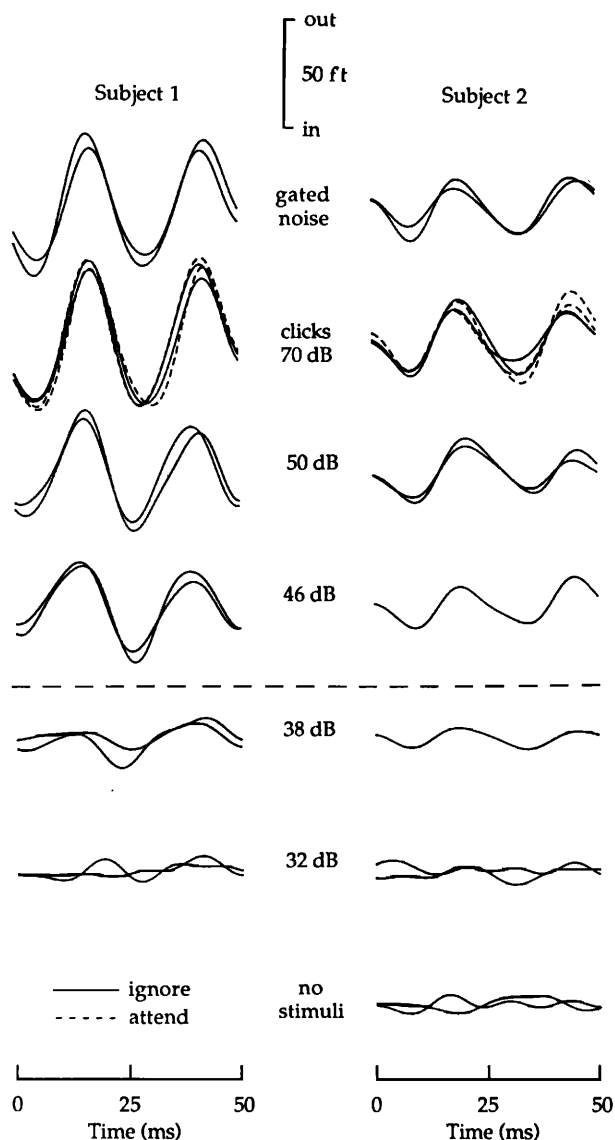 out
50 ft
in
Subject 1
Subject 2
gated
noise
clicks
70 dB
50 dB
46 dB
38 dB
32 dB
no
stimuli
ignore
attend
0 25 50
Time (ms)
0 25 50
Time (ms)